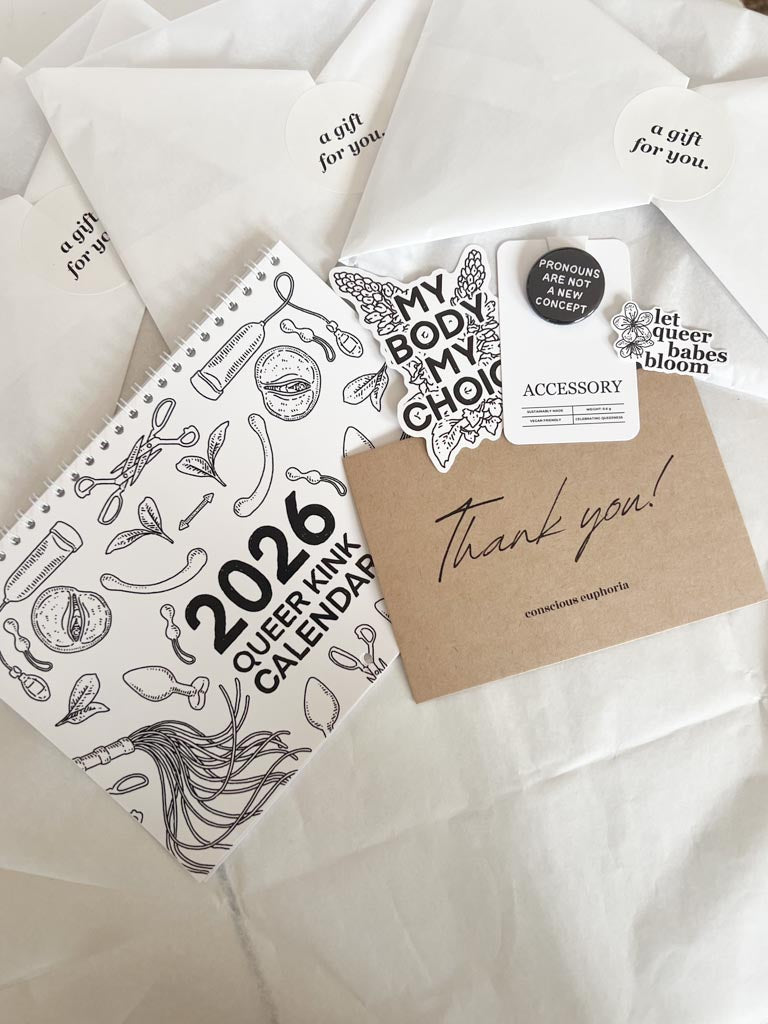 a gift
for you.
a gift
for you.
a gift
for yo
MY
BODY
MY
CHOIC
PRONOUNS
ARE NOT
A NEW
CONCEPT
ACCESSORY
SUSTAINABLY MADE
WEIGHT: 0.6 g
VEGAN FRIENDLY
CELEBRATING QUEERNESS
let
queer
babes
bloom
2026
QUEER KINK
CALENDAR
Thank you!
conscious euphoria